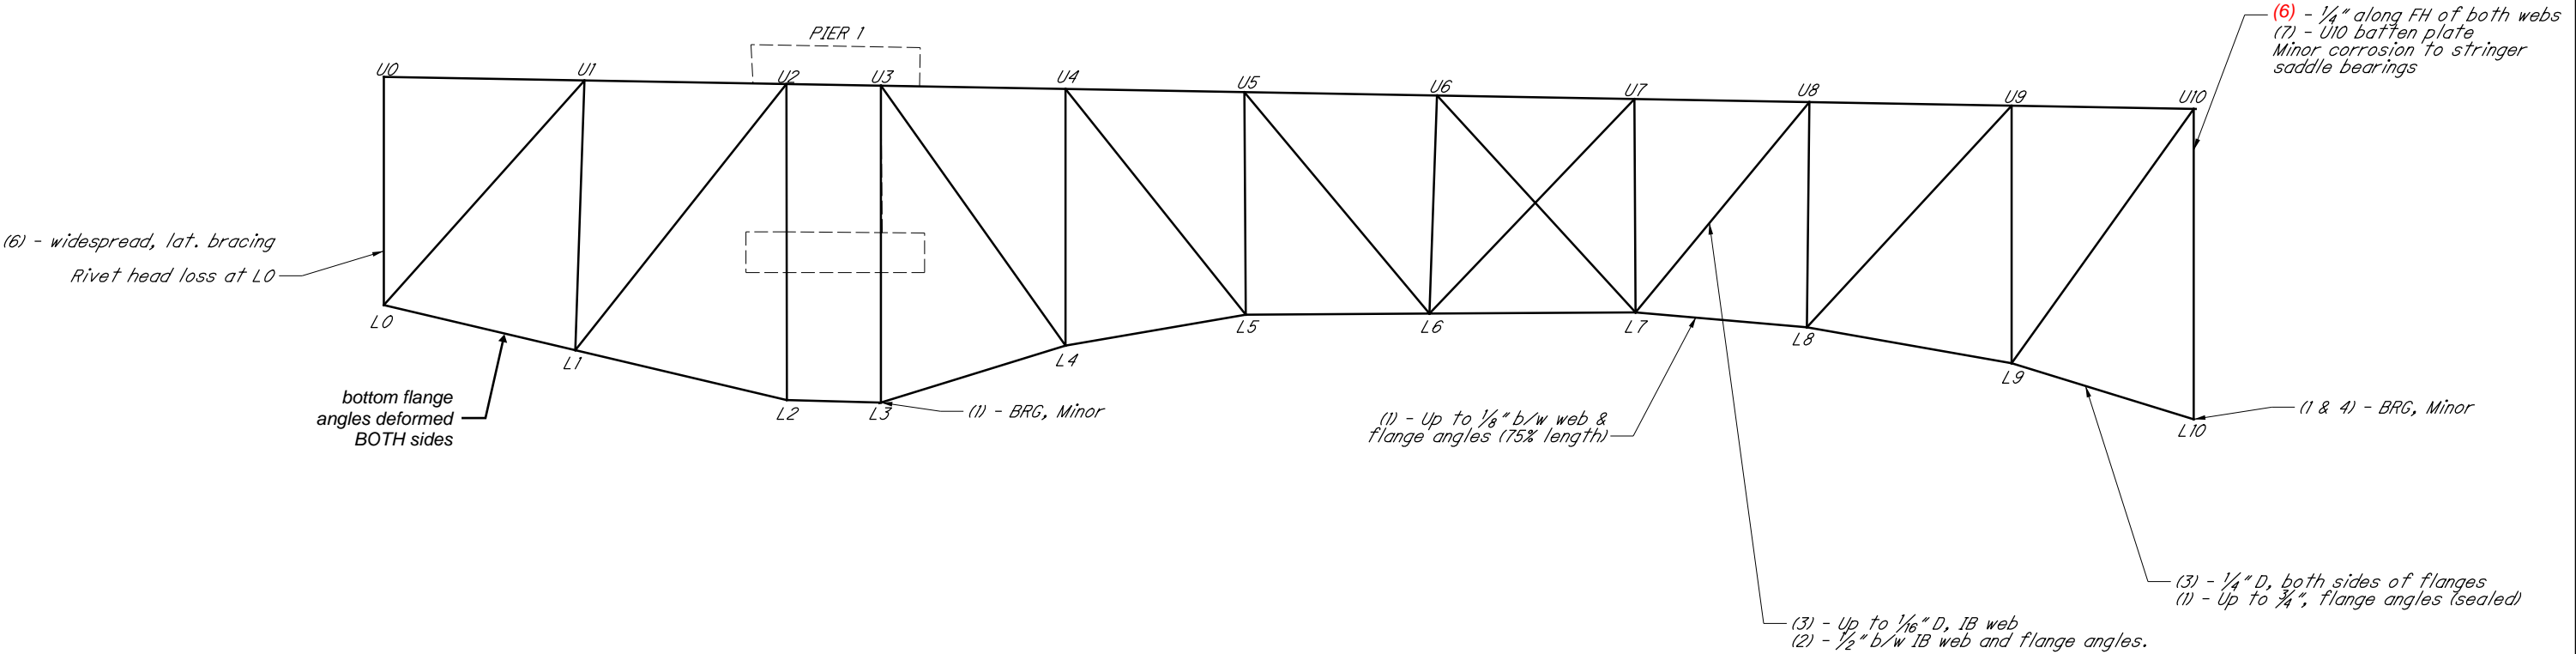 (6) - 1/4" along FH of both webs
(7) - U10 batten plate
Minor corrosion to stringer
saddle bearings
PIER 1
U0
U1
U2
U3
U4
U5
U6
U7
U8
U9
U10
(6) - widespread, lat. bracing
Rivet head loss at L0
L0
L1
L2
L3
L4
L5
L6
L7
L8
L9
L10
bottom flange
angles deformed
BOTH sides
(1) - BRG, Minor
(1) - Up to 1/8" b/w web &
flange angles (75% length)
(1 & 4) - BRG, Minor
(3) - 1/4" D, both sides of flanges
(1) - Up to 3/4", flange angles (sealed)
(3) - Up to 1/16" D, IB web
(2) - 1/2" b/w IB web and flange angles.